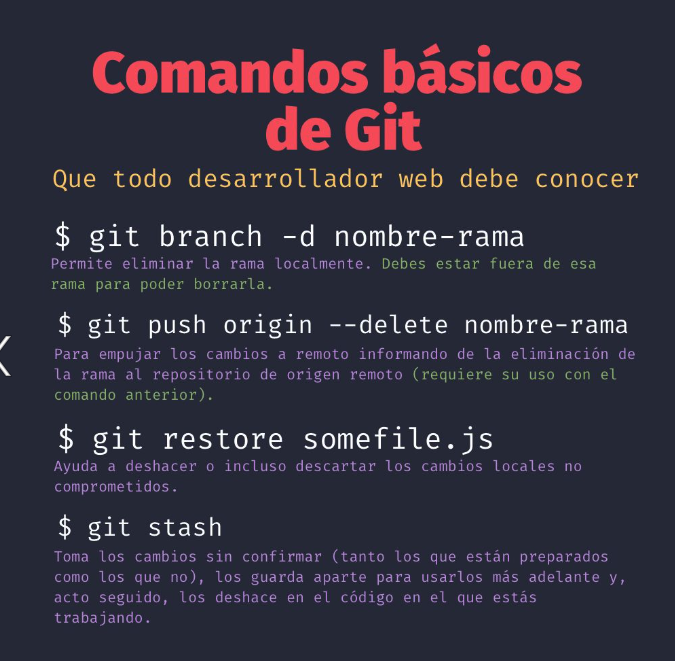 Comandos básicos
de Git
Que todo desarrollador web debe conocer
$ git branch -d nombre-rama
Permite eliminar la rama localmente. Debes estar fuera de esa
rama para poder borrarla.
$ git push origin --delete nombre-rama
Para empujar los cambios a remoto informando de la eliminación de
la rama al repositorio de origen remoto (requiere su uso con el
comando anterior).
$ git restore somefile.js
Ayuda a deshacer o incluso descartar los cambios locales no
comprometidos.
$ git stash
Toma los cambios sin confirmar (tanto los que están preparados
como los que no), los guarda aparte para usarlos más adelante y,
acto seguido, los deshace en el código en el que estás
trabajando.